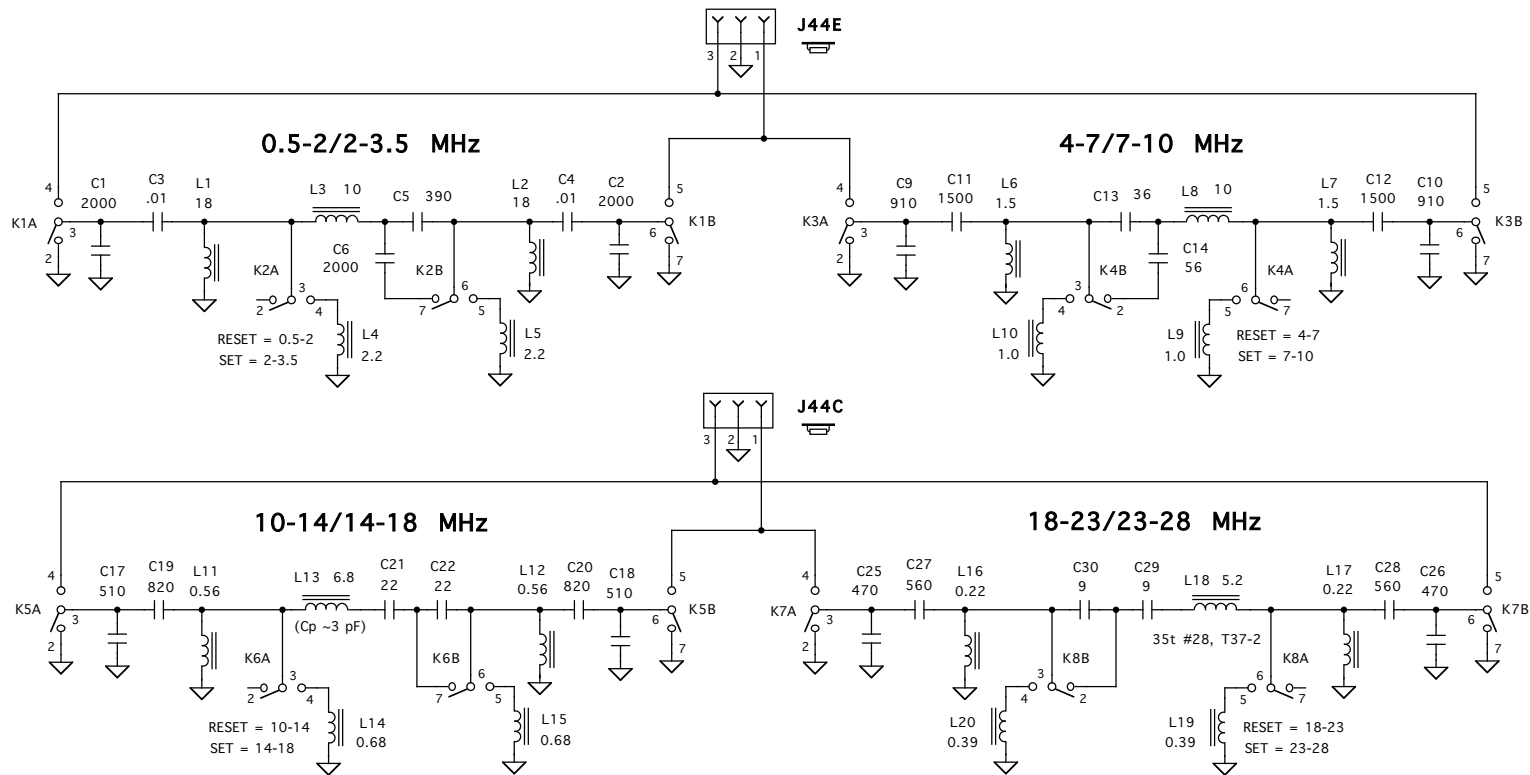 J44E
3 2 1
0.5-2/2-3.5 MHz
4-7/7-10 MHz
4
K1A
3
2
C1
2000
C3
.01
L1
18
L3 10
C5 390
C6
2000
K2A
2 3 4
L4
2.2
RESET = 0.5-2
SET = 2-3.5
K2B
7 6 5
L5
2.2
L2
18
C4
.01
C2
2000
5
K1B
6
7
4
K3A
3
2
C9
910
C11
1500
L6
1.5
C13 36
L8 10
C14
56
K4B
3
4 2
L10
1.0
K4A
6
5 7
L9
1.0
RESET = 4-7
SET = 7-10
L7
1.5
C12
1500
C10
910
5
K3B
6
7
J44C
3 2 1
10-14/14-18 MHz
18-23/23-28 MHz
4
K5A
3
2
C17
510
C19
820
L11
0.56
L13 6.8
(Cp ~3 pF)
C21
22
C22
22
K6A
2 3 4
L14
0.68
RESET = 10-14
SET = 14-18
K6B
7 6 5
L15
0.68
L12
0.56
C20
820
C18
510
5
K5B
6
7
4
K7A
3
2
C25
470
C27
560
L16
0.22
C30
9
C29
9
L18 5.2
35t #28, T37-2
K8B
3
4 2
L20
0.39
K8A
6
5 7
L19
0.39
RESET = 18-23
SET = 23-28
L17
0.22
C28
560
C26
470
5
K7B
6
7